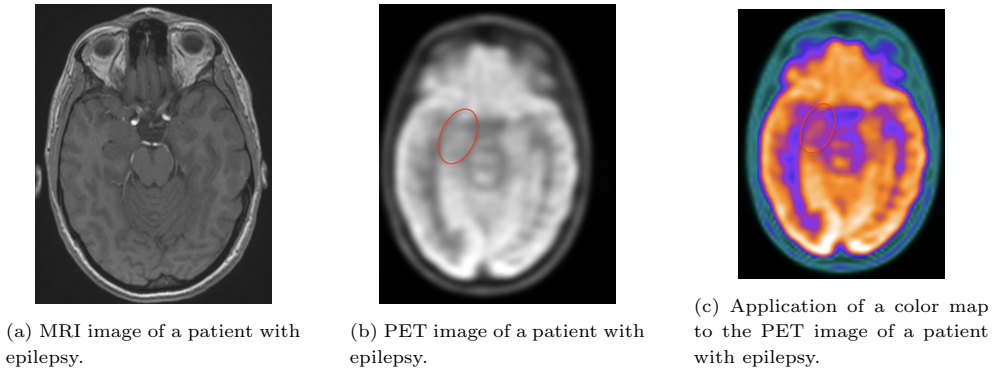 (a) MRI image of a patient with
epilepsy.
(b) PET image of a patient with
epilepsy.
(c) Application of a color map
to the PET image of a patient
with epilepsy.